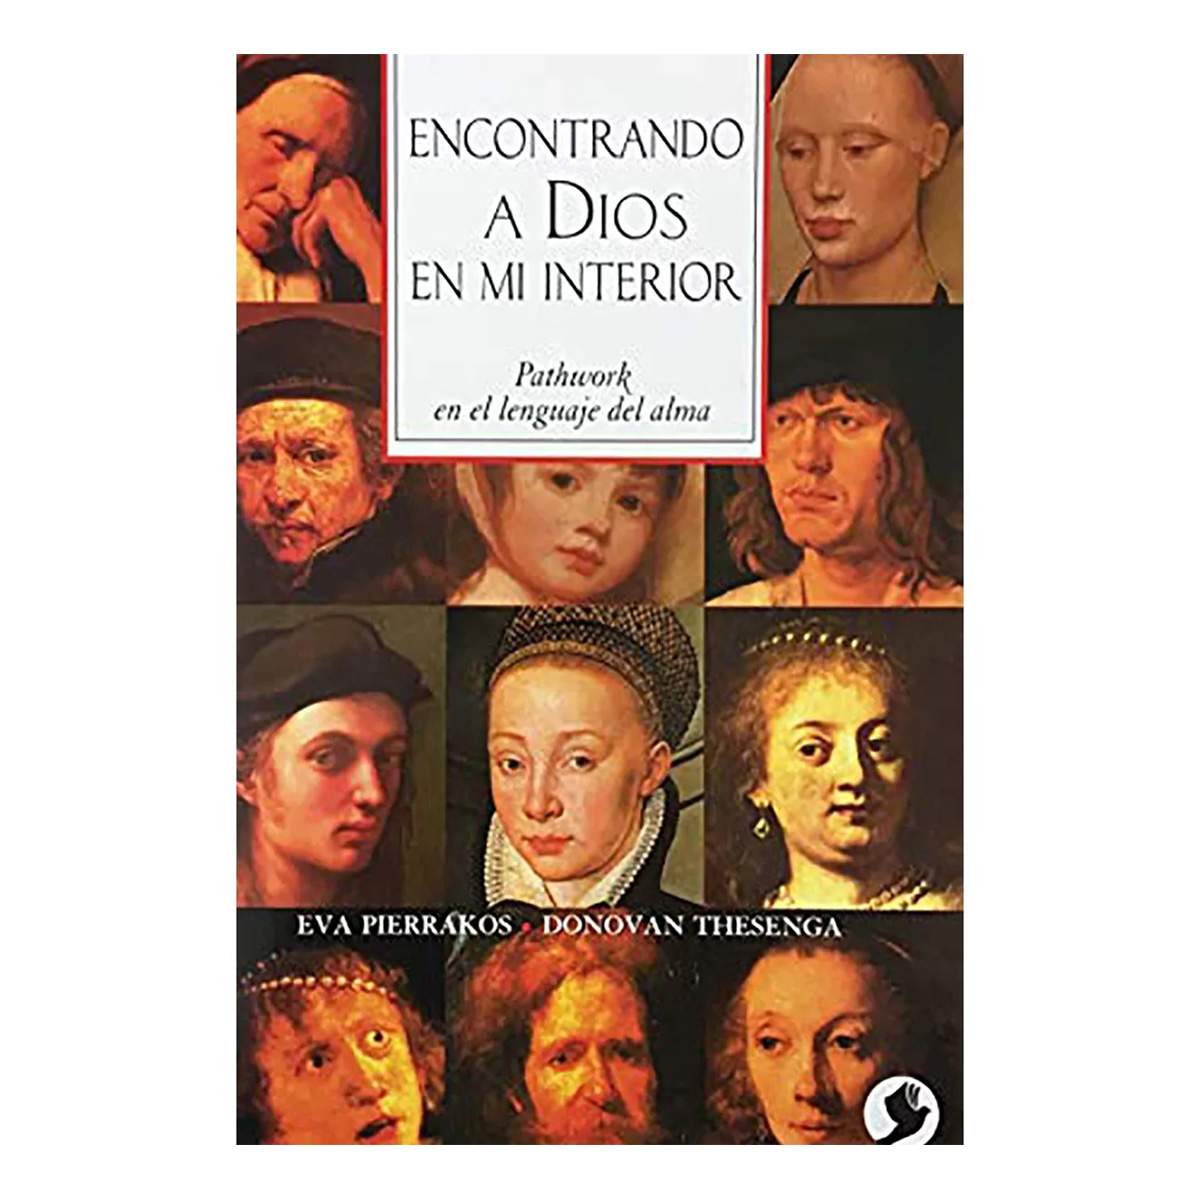 ENCONTRANDO
A DIOS
EN MI INTERIOR
Pathwork
en el lenguaje del alma
EVA PIERRAKOS • DONOVAN THESENGA